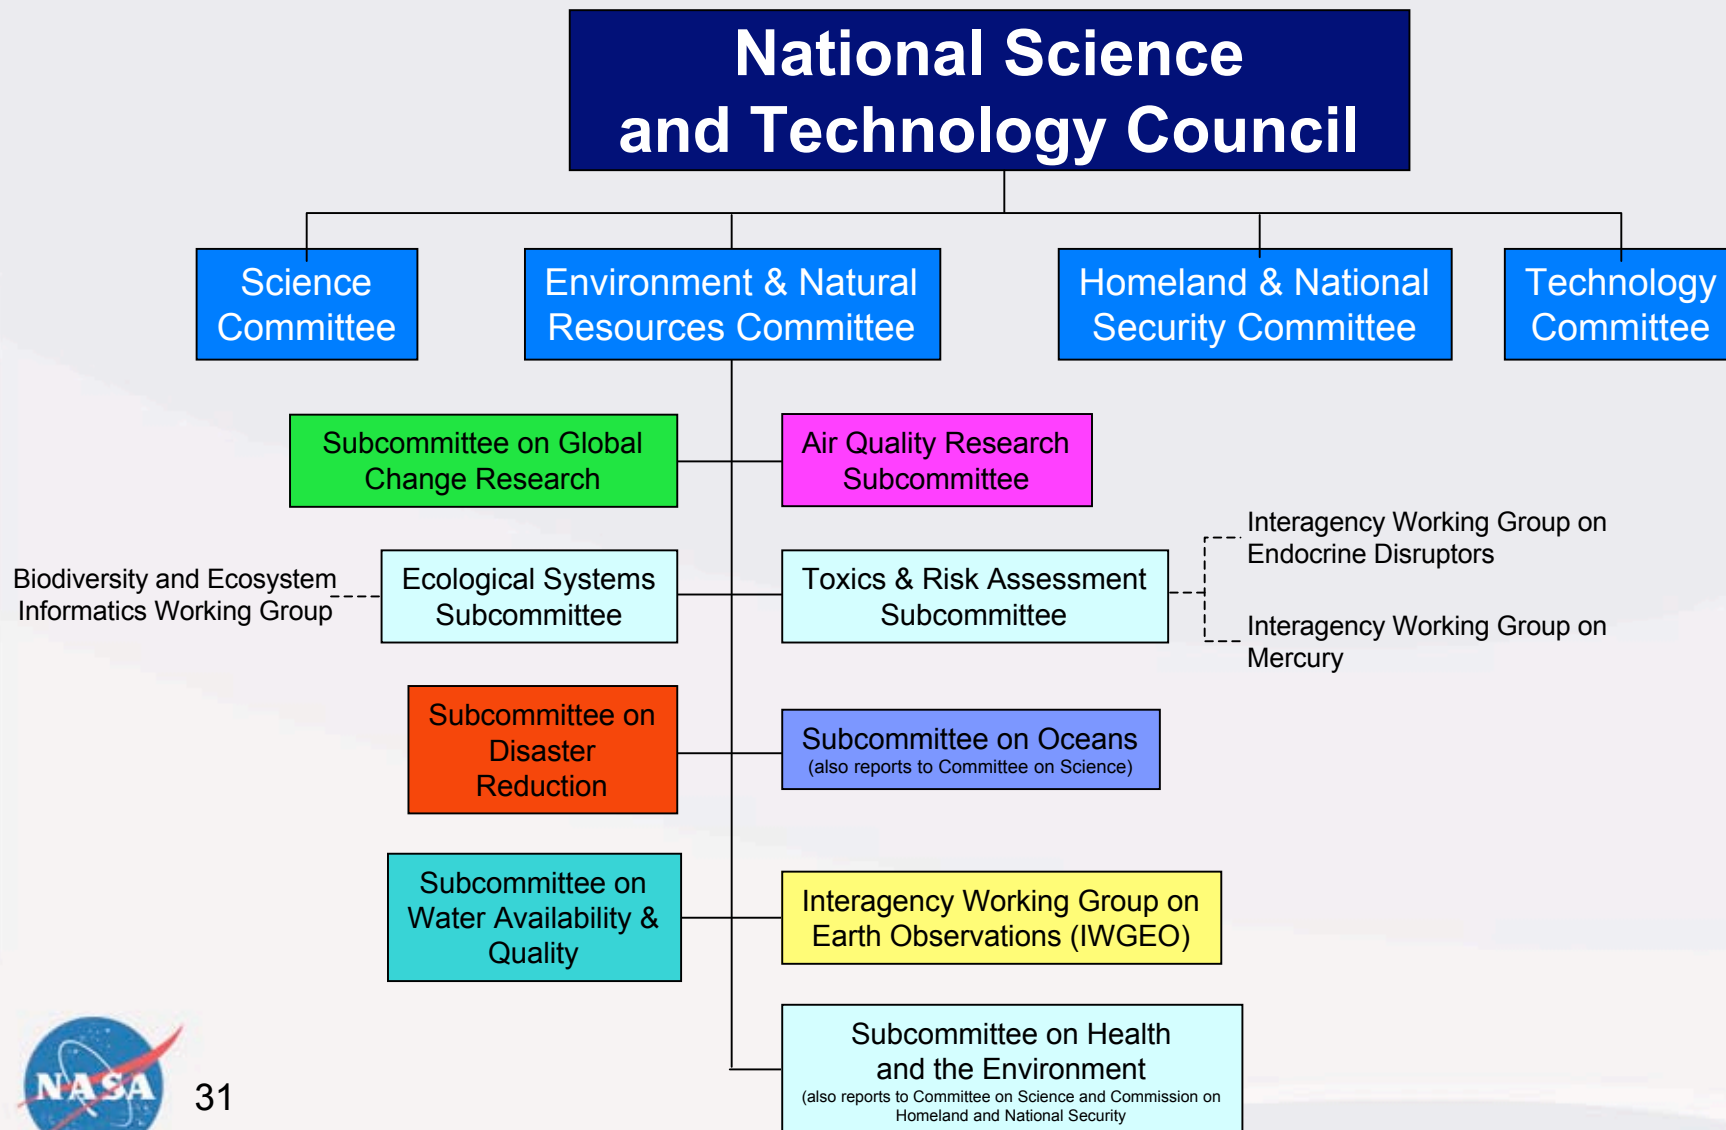 National Science
and Technology Council
Science
Committee
Environment & Natural
Resources Committee
Homeland & National
Security Committee
Technology
Committee
Subcommittee on Global
Change Research
Air Quality Research
Subcommittee
Biodiversity and Ecosystem
Informatics Working Group
Ecological Systems
Subcommittee
Toxics & Risk Assessment
Subcommittee
Interagency Working Group on
Endocrine Disruptors
Interagency Working Group on
Mercury
Subcommittee on
Disaster
Reduction
Subcommittee on Oceans
(also reports to Committee on Science)
Subcommittee on
Water Availability &
Quality
Interagency Working Group on
Earth Observations (IWGEO)
Subcommittee on Health
and the Environment
(also reports to Committee on Science and Commission on
Homeland and National Security
NASA
31